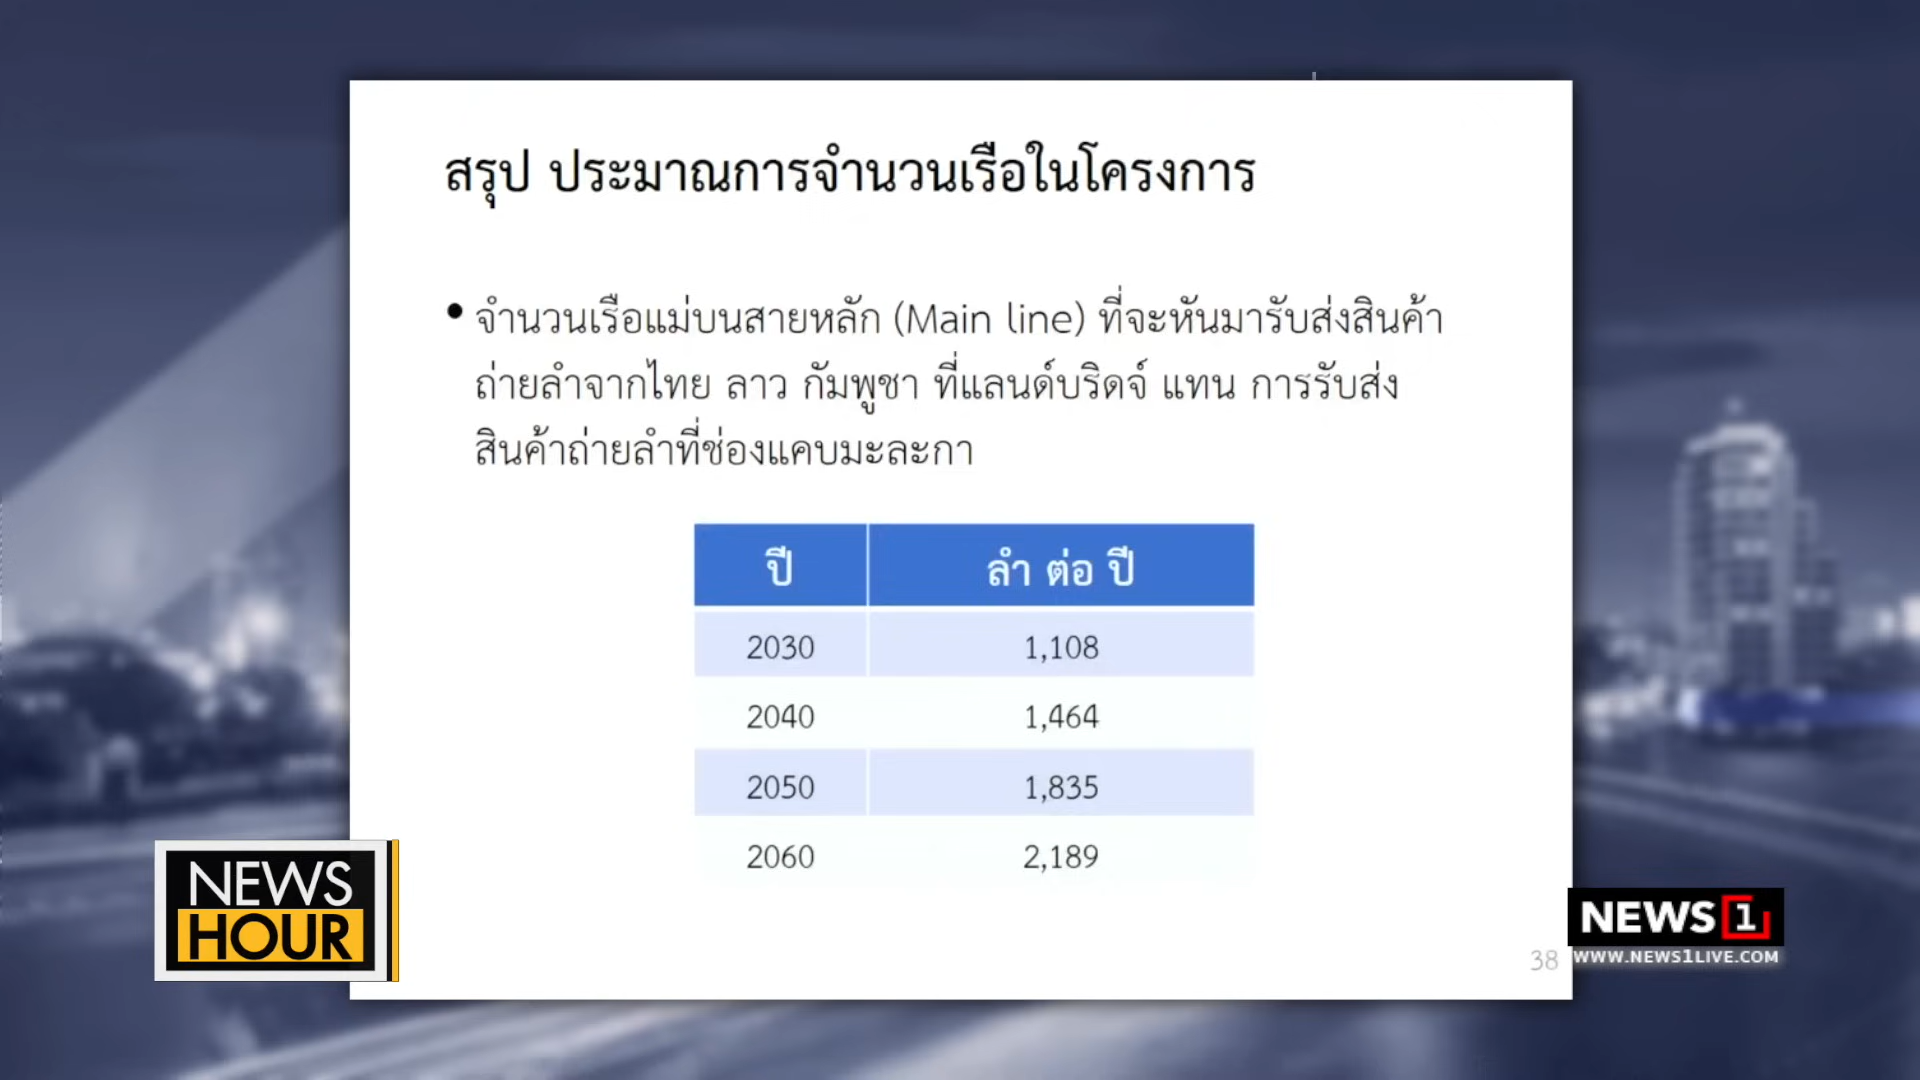 สรุป ประมาณการจำนวนเรือในโครงการ
• จำนวนเรือแม่บนสายหลัก (Main line) ที่จะหันมารับส่งสินค้า
ถ่ายลำจากไทย ลาว กัมพูชา ที่แลนด์บริดจ์ แทน การรับส่ง
สินค้าถ่ายลำที่ช่องแคบมะละกา
ปี ลำ ต่อ ปี
2030 1,108
2040 1,464
2050 1,835
2060 2,189
38
NEWS
HOUR
NEWS 1
WWW.NEWS1LIVE.COM